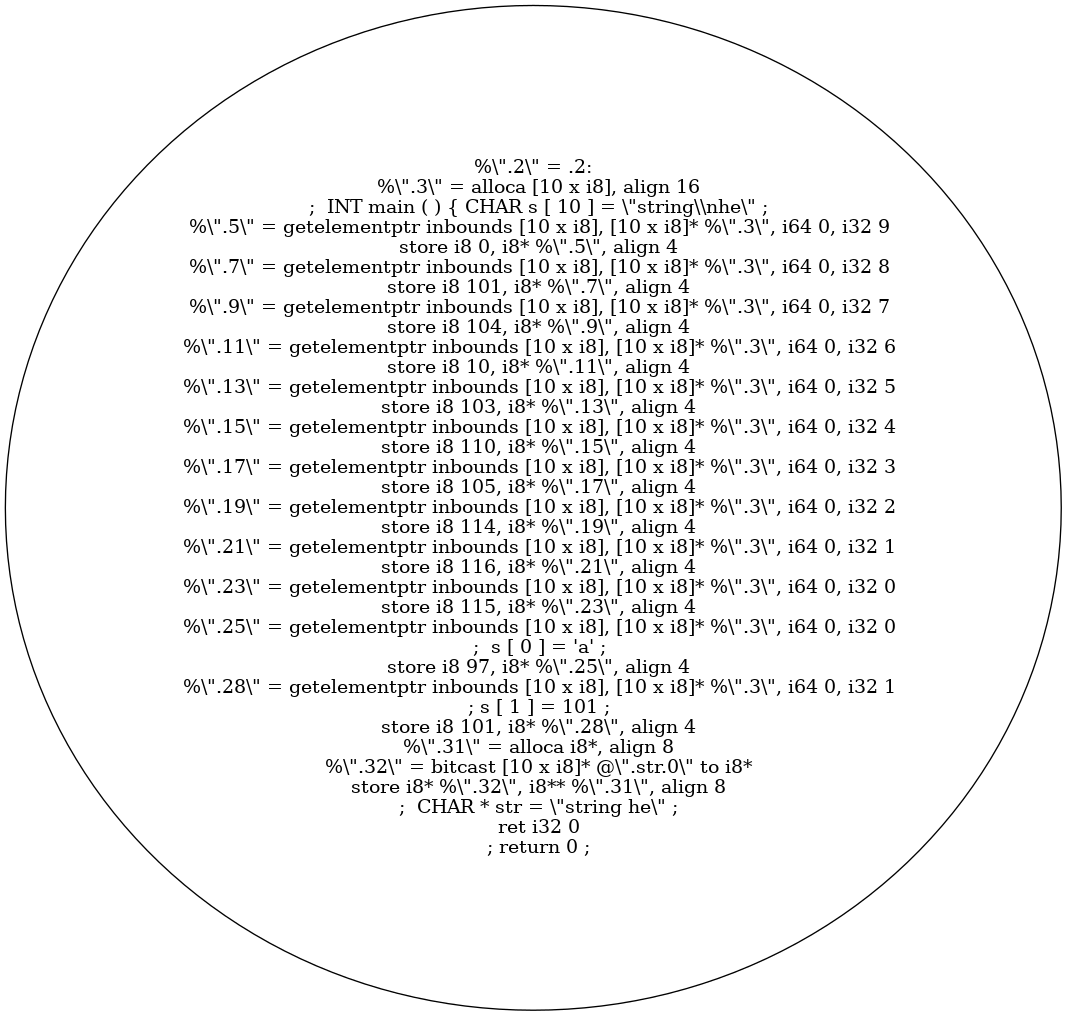 %\".2\" = .2:
%\".3\" = alloca [10 x i8], align 16
;  INT main ( ) { CHAR s [ 10 ] = \"string\\nhe\" ;
%\".5\" = getelementptr inbounds [10 x i8], [10 x i8]* %\".3\", i64 0, i32 9
store i8 0, i8* %\".5\", align 4
%\".7\" = getelementptr inbounds [10 x i8], [10 x i8]* %\".3\", i64 0, i32 8
store i8 101, i8* %\".7\", align 4
%\".9\" = getelementptr inbounds [10 x i8], [10 x i8]* %\".3\", i64 0, i32 7
store i8 104, i8* %\".9\", align 4
%\".11\" = getelementptr inbounds [10 x i8], [10 x i8]* %\".3\", i64 0, i32 6
store i8 10, i8* %\".11\", align 4
%\".13\" = getelementptr inbounds [10 x i8], [10 x i8]* %\".3\", i64 0, i32 5
store i8 103, i8* %\".13\", align 4
%\".15\" = getelementptr inbounds [10 x i8], [10 x i8]* %\".3\", i64 0, i32 4
store i8 110, i8* %\".15\", align 4
%\".17\" = getelementptr inbounds [10 x i8], [10 x i8]* %\".3\", i64 0, i32 3
store i8 105, i8* %\".17\", align 4
%\".19\" = getelementptr inbounds [10 x i8], [10 x i8]* %\".3\", i64 0, i32 2
store i8 114, i8* %\".19\", align 4
%\".21\" = getelementptr inbounds [10 x i8], [10 x i8]* %\".3\", i64 0, i32 1
store i8 116, i8* %\".21\", align 4
%\".23\" = getelementptr inbounds [10 x i8], [10 x i8]* %\".3\", i64 0, i32 0
store i8 115, i8* %\".23\", align 4
%\".25\" = getelementptr inbounds [10 x i8], [10 x i8]* %\".3\", i64 0, i32 0
;  s [ 0 ] = 'a' ;
store i8 97, i8* %\".25\", align 4
%\".28\" = getelementptr inbounds [10 x i8], [10 x i8]* %\".3\", i64 0, i32 1
; s [ 1 ] = 101 ;
store i8 101, i8* %\".28\", align 4
%\".31\" = alloca i8*, align 8
%\".32\" = bitcast [10 x i8]* @\".str.0\" to i8*
store i8* %\".32\", i8** %\".31\", align 8
;  CHAR * str = \"string he\" ;
ret i32 0
; return 0 ;